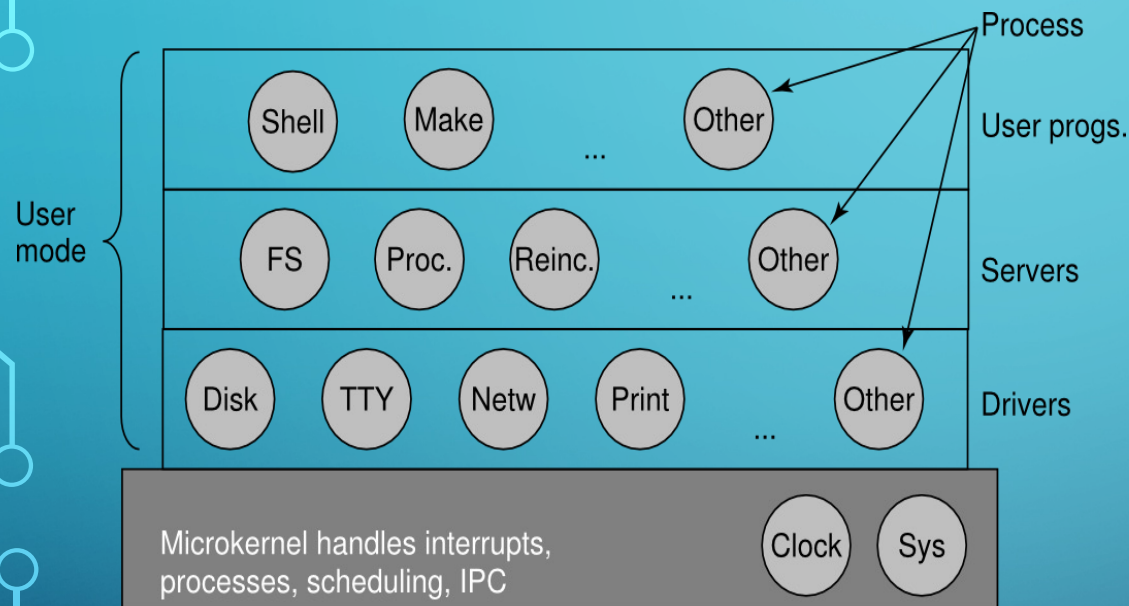 Process
Shell
Make
...
Other
User progs.
User
mode
FS
Proc.
Reinc.
...
Other
Servers
Disk
TTY
Netw
Print
...
Other
Drivers
Microkernel handles interrupts,
processes, scheduling, IPC
Clock
Sys